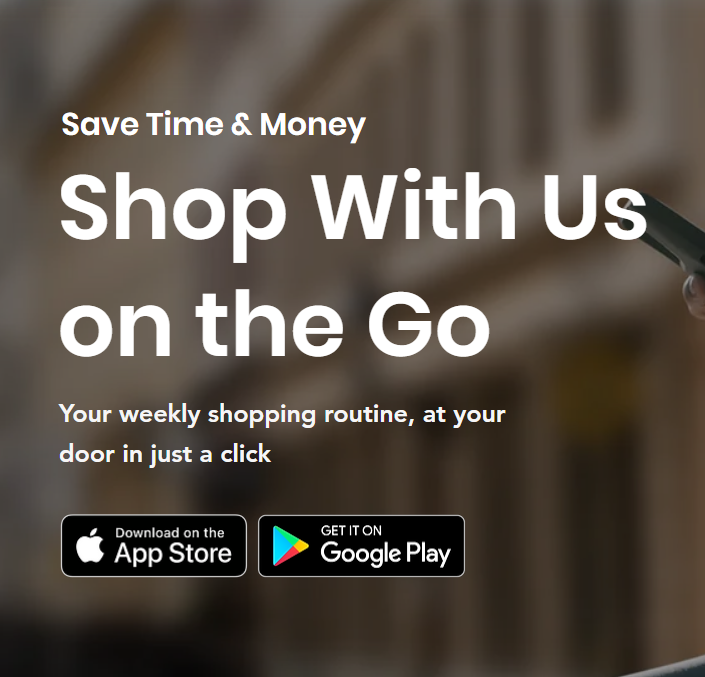 Save Time & Money
Shop With Us
on the Go
Your weekly shopping routine, at your
door in just a click
Download on the
App Store
GET IT ON
Google Play